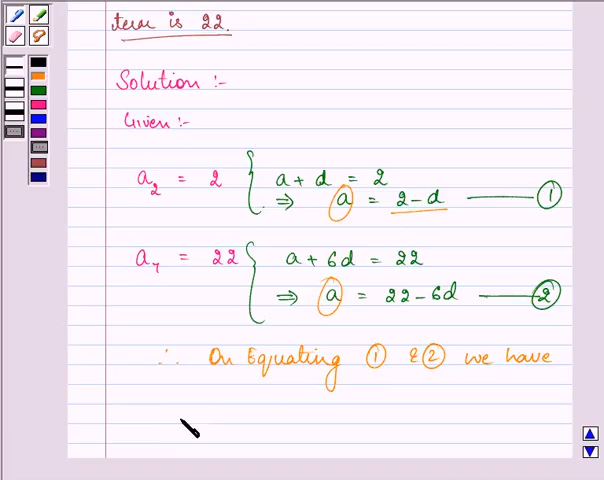 term is 22.
Solution :-
Given :-
a₂ = 2 { a + d = 2
⇒ a = 2 - d ——— ①
a₇ = 22 { a + 6d = 22
⇒ a = 22 - 6d ——— ②
∴ On Equating ① & ② we have